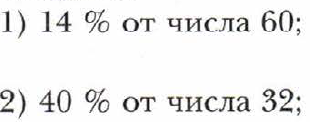 1) 14 % от числа 60;
2) 40 % от числа 32;